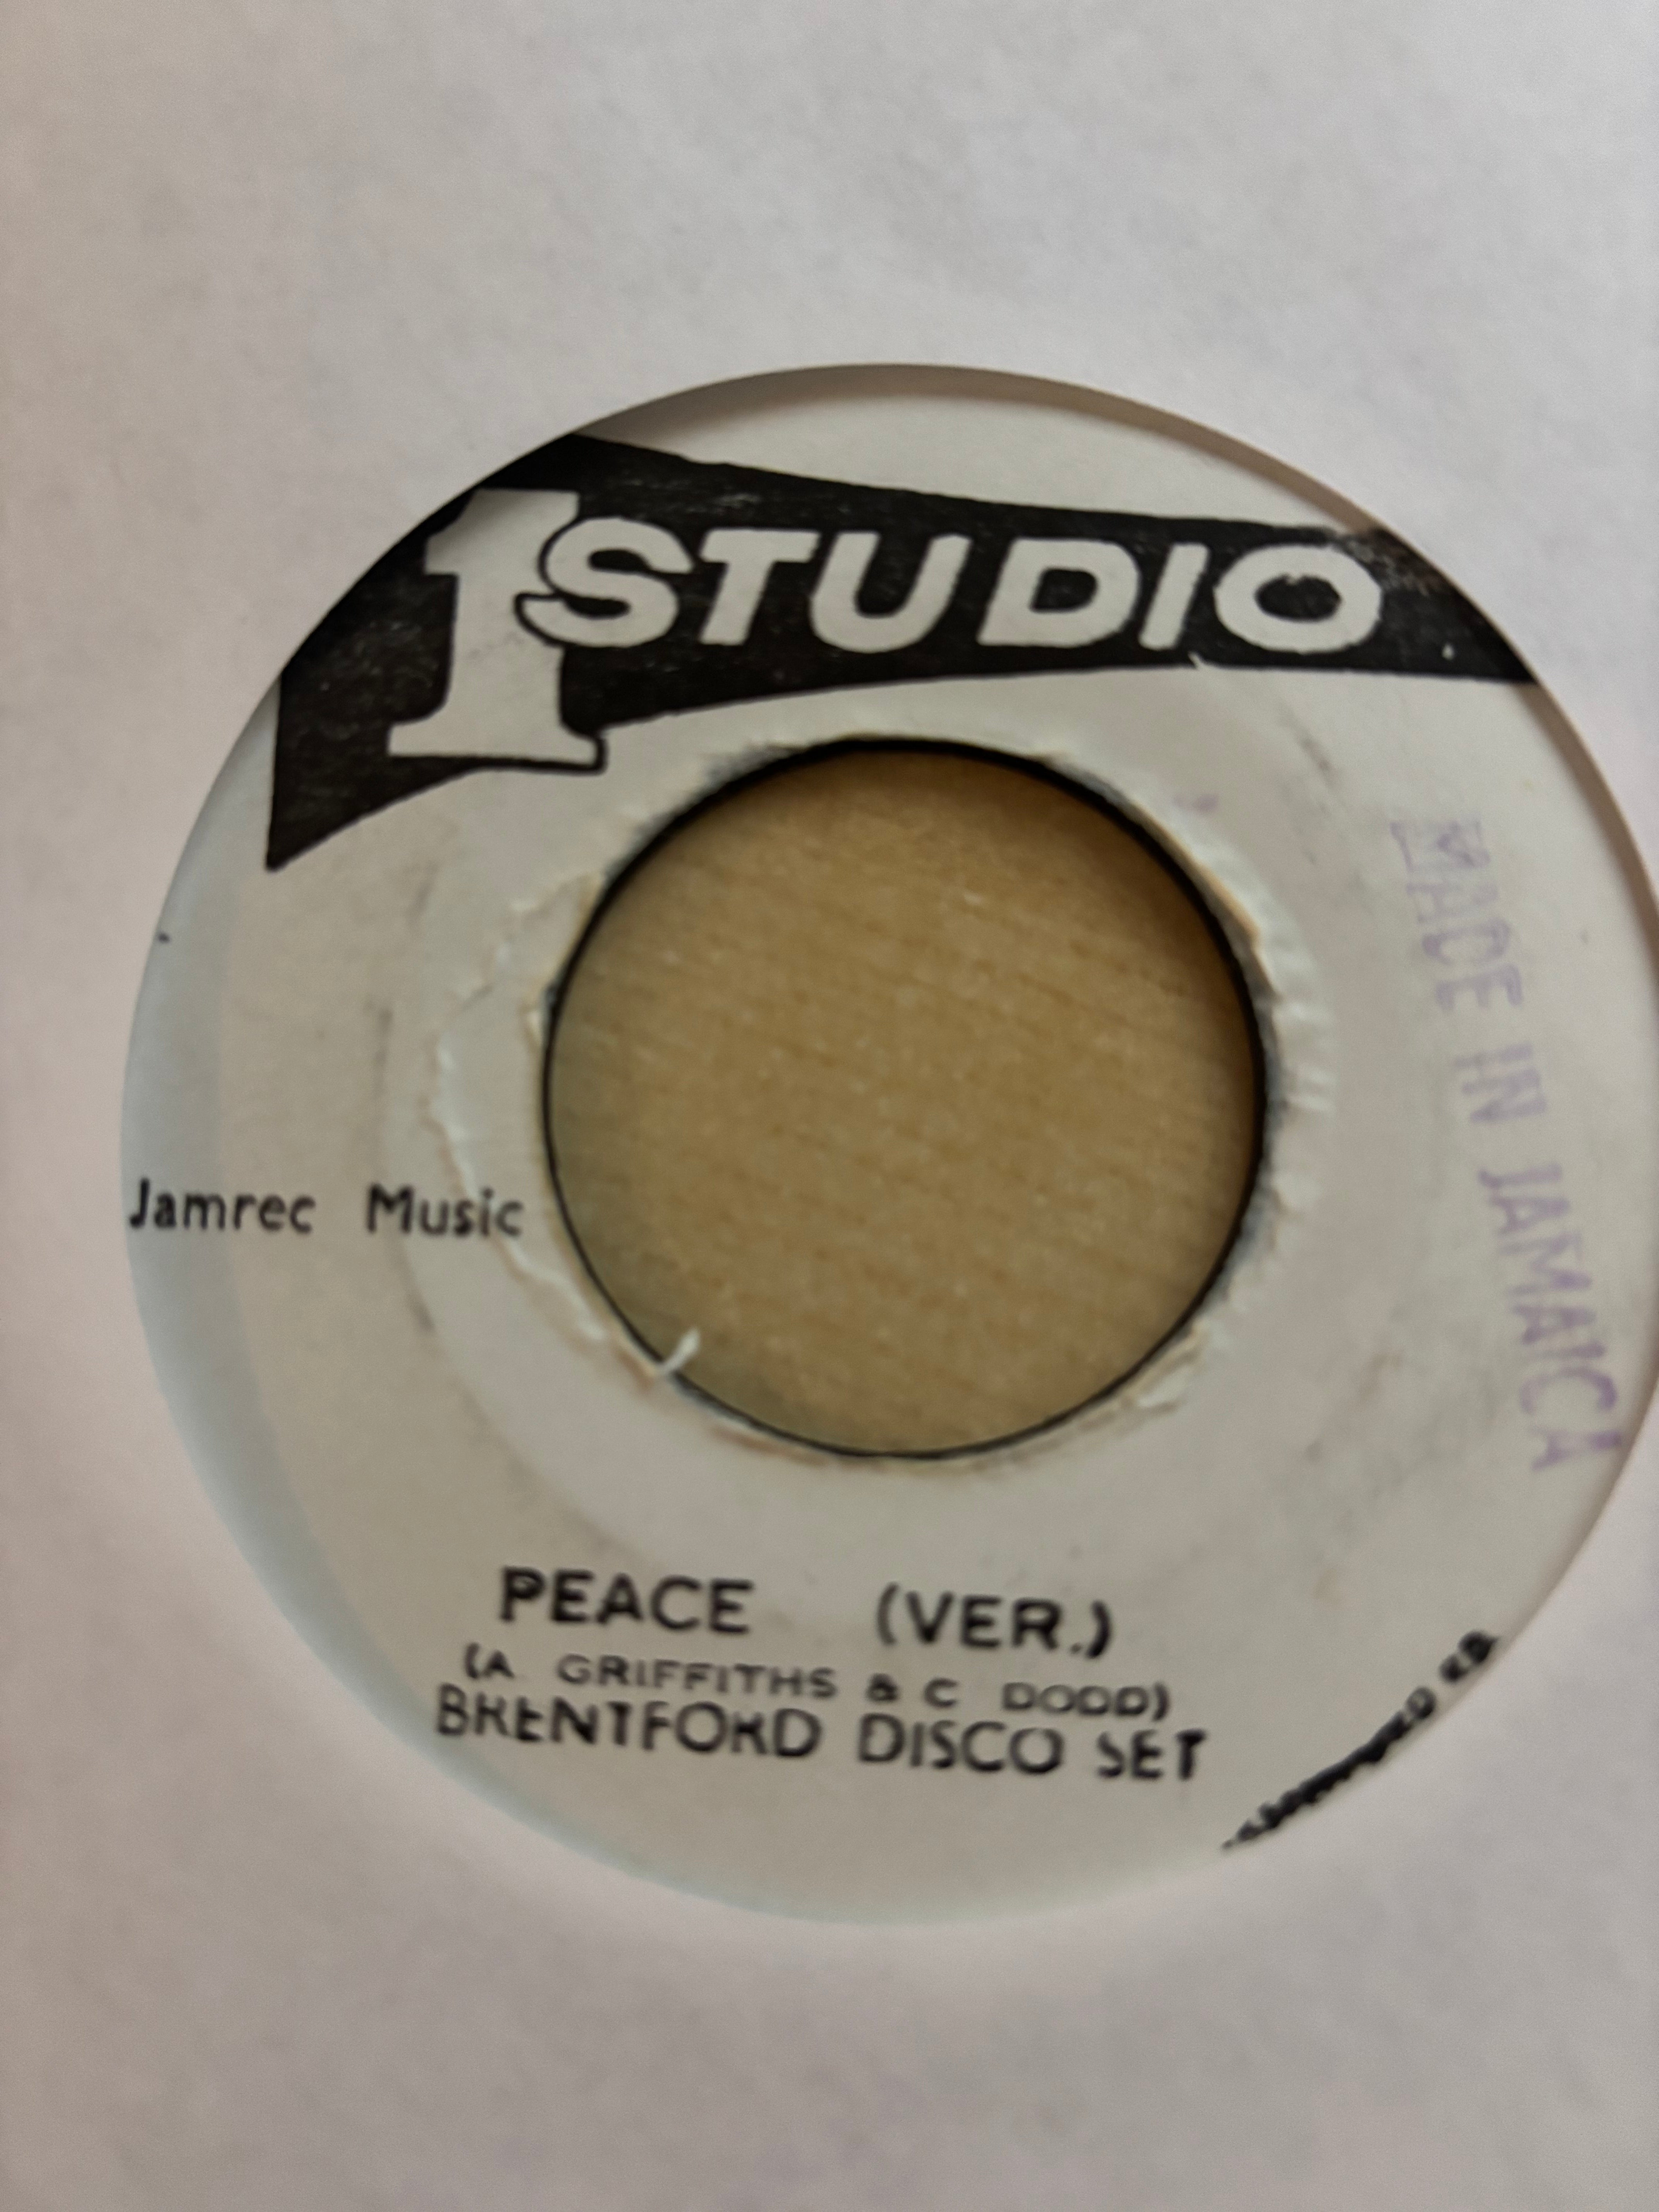 1 STUDIO
MADE IN JAMAICA
Jamrec Music
PEACE (VER.)
(A. GRIFFITHS & C DODD)
BRENTFORD DISCO SET